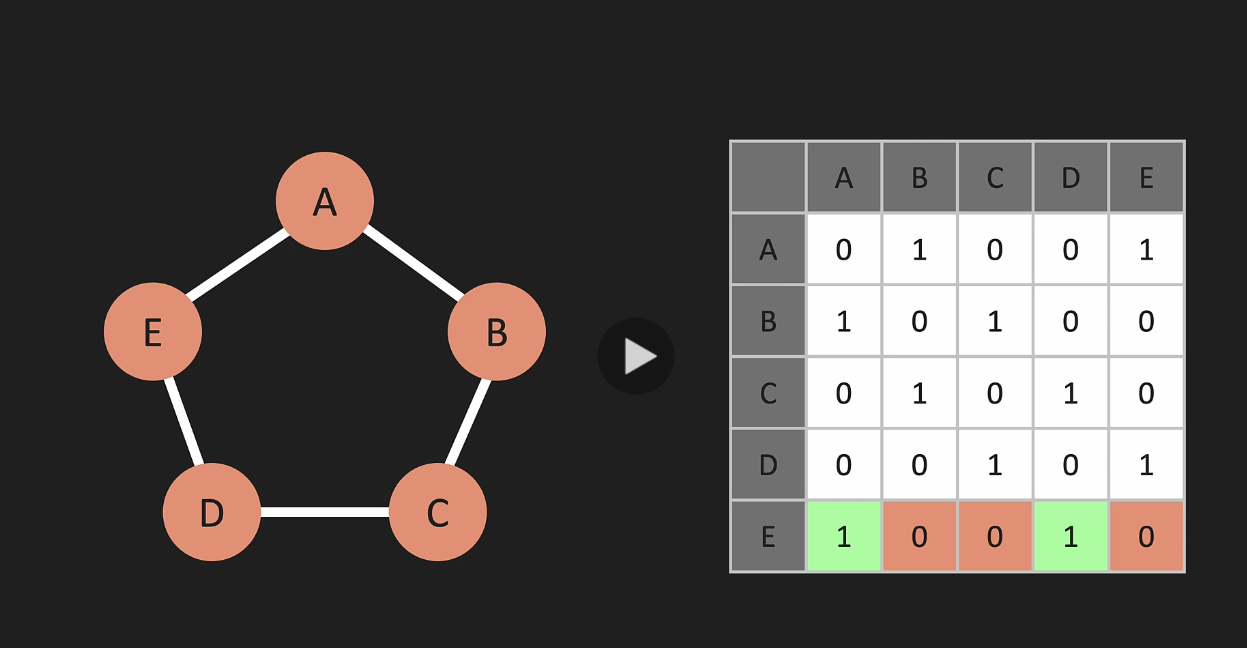 A
E
B
D
C
A B C D E
A 0 1 0 0 1
B 1 0 1 0 0
C 0 1 0 1 0
D 0 0 1 0 1
E 1 0 0 1 0